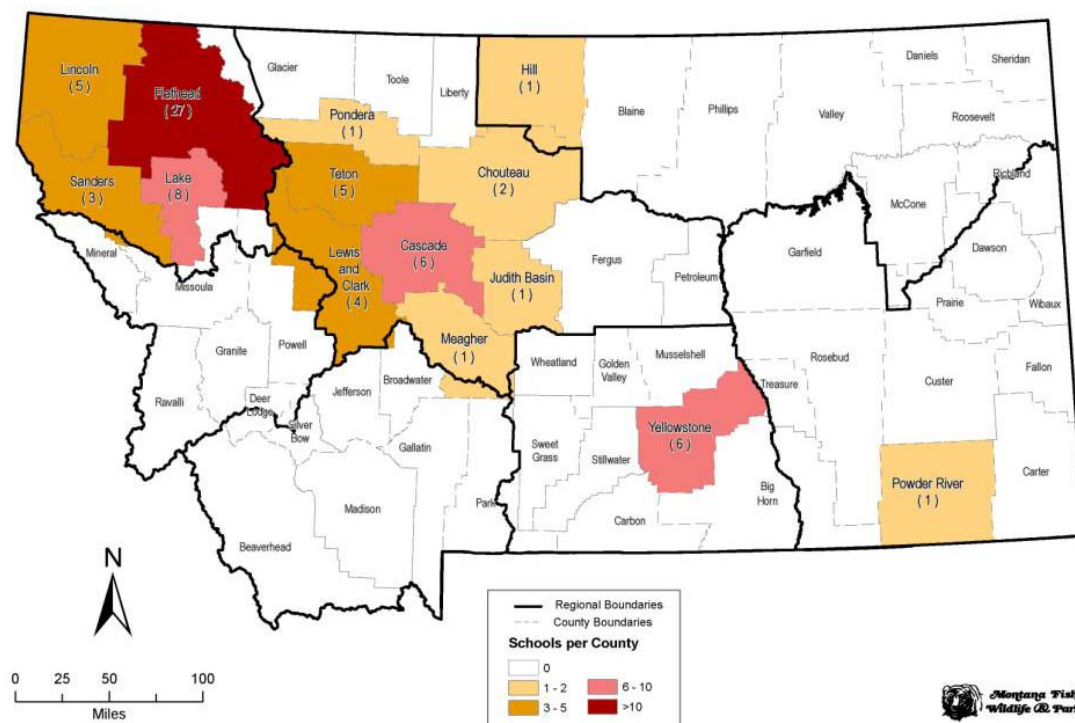 Lincoln
(5)
Flathead
(27)
Glacier
Toole
Liberty
Hill
(1)
Blaine
Phillips
Valley
Daniels
Sheridan
Roosevelt
Pondera
(1)
Sanders
(3)
Lake
(8)
Teton
(5)
Chouteau
(2)
Richland
McCone
Garfield
Dawson
Mineral
Missoula
Lewis
and
Clark
(4)
Cascade
(6)
Judith Basin
(1)
Fergus
Petroleum
Prairie
Wibaux
Powell
Granite
Meagher
(1)
Wheatland
Golden
Valley
Musselshell
Rosebud
Treasure
Custer
Fallon
Ravalli
Deer
Lodge
Silver
Bow
Jefferson
Broadwater
Gallatin
Park
Sweet
Grass
Stillwater
Yellowstone
(6)
Big
Horn
Carbon
Powder River
(1)
Carter
Madison
Beaverhead
N
0 25 50 100
Miles
Regional Boundaries
County Boundaries
Schools per County
0
1 - 2
3 - 5
6 - 10
>10
Montana Fish
Wildlife & Park